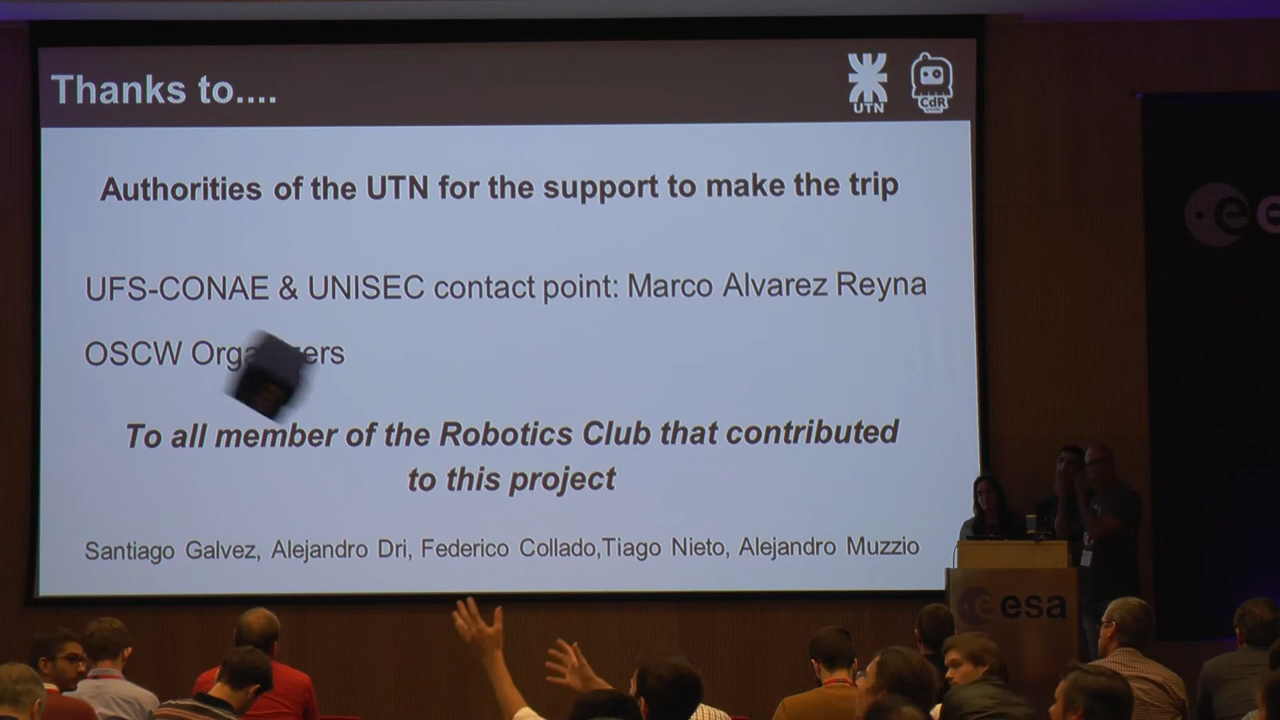 Thanks to....
UTN
CdR
Authorities of the UTN for the support to make the trip
UFS-CONAE & UNISEC contact point: Marco Alvarez Reyna
OSCW
To all member of the Robotics Club that contributed
to this project
Santiago Galvez, Alejandro Dri, Federico Collado,Tiago Nieto, Alejandro Muzzio
esa